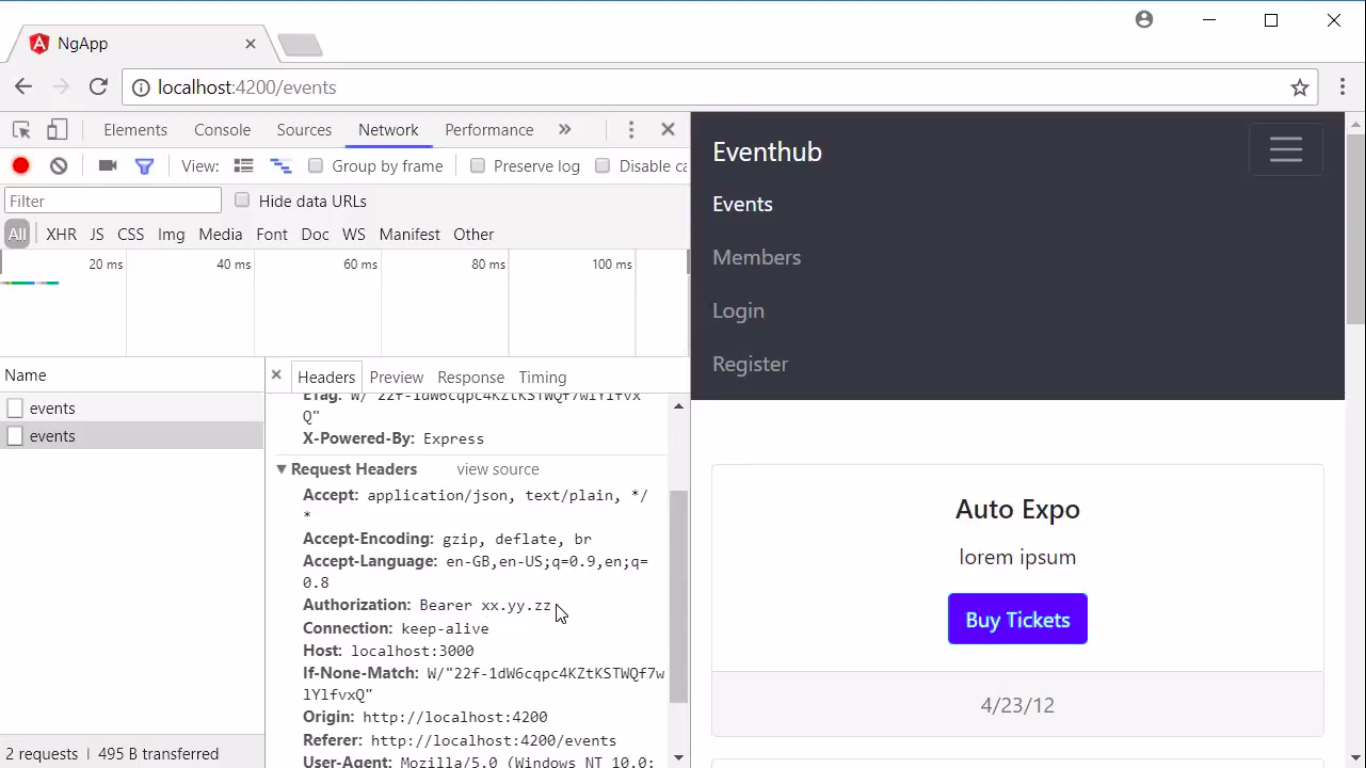 NgApp
localhost:4200/events
Elements Console Sources Network Performance »
View: Group by frame Preserve log Disable ca
Filter Hide data URLs
All XHR JS CSS Img Media Font Doc WS Manifest Other
20 ms 40 ms 60 ms 80 ms 100 ms
Name
events
events
2 requests | 495 B transferred
Headers Preview Response Timing
ETag: W/"22f-1dW6cqpc4KZtKSTWQf7wlYlfvx
Q"
X-Powered-By: Express
Request Headers view source
Accept: application/json, text/plain, */
*
Accept-Encoding: gzip, deflate, br
Accept-Language: en-GB,en-US;q=0.9,en;q=
0.8
Authorization: Bearer xx.yy.zz
Connection: keep-alive
Host: localhost:3000
If-None-Match: W/"22f-1dW6cqpc4KZtKSTWQf7w
lYlfvxQ"
Origin: http://localhost:4200
Referer: http://localhost:4200/events
User-Agent: Mozilla/5.0 (Windows NT 10.0;
Eventhub
Events
Members
Login
Register
Auto Expo
lorem ipsum
Buy Tickets
4/23/12